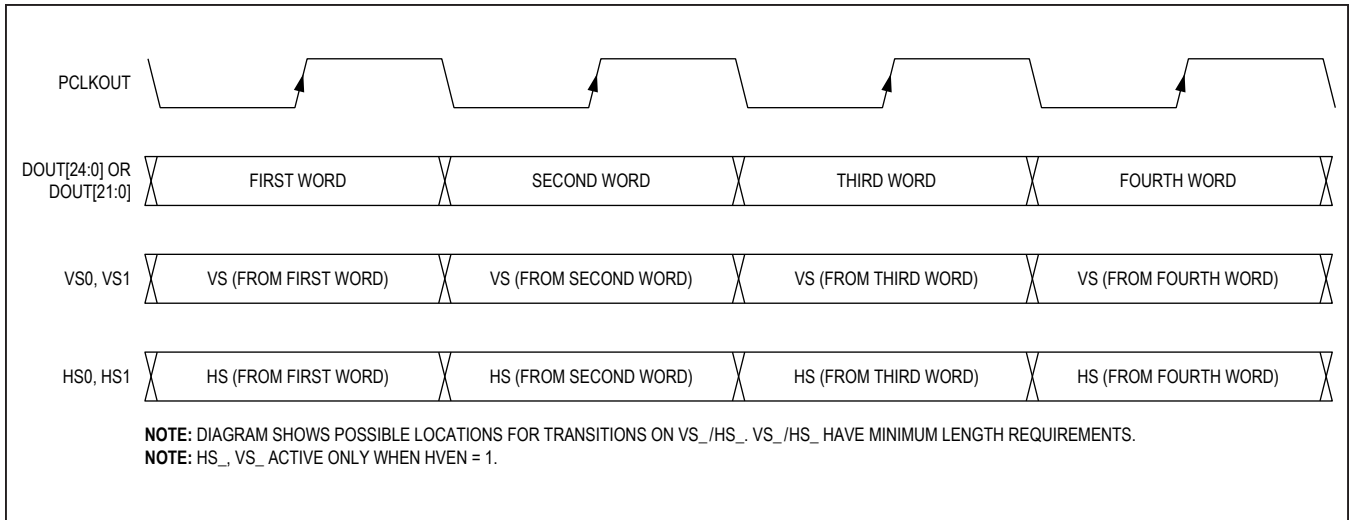 PCLKOUT
DOUT[24:0] OR
DOUT[21:0]
FIRST WORD
SECOND WORD
THIRD WORD
FOURTH WORD
VS0, VS1
VS (FROM FIRST WORD)
VS (FROM SECOND WORD)
VS (FROM THIRD WORD)
VS (FROM FOURTH WORD)
HS0, HS1
HS (FROM FIRST WORD)
HS (FROM SECOND WORD)
HS (FROM THIRD WORD)
HS (FROM FOURTH WORD)
NOTE: DIAGRAM SHOWS POSSIBLE LOCATIONS FOR TRANSITIONS ON VS_/HS_. VS_/HS_ HAVE MINIMUM LENGTH REQUIREMENTS.
NOTE: HS_, VS_ ACTIVE ONLY WHEN HVEN = 1.